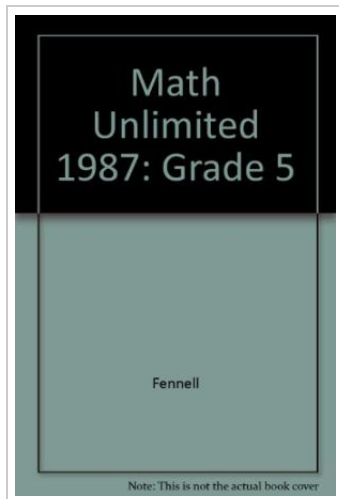 Math
Unlimited
1987: Grade 5
Fennell
Note: This is not the actual book cover